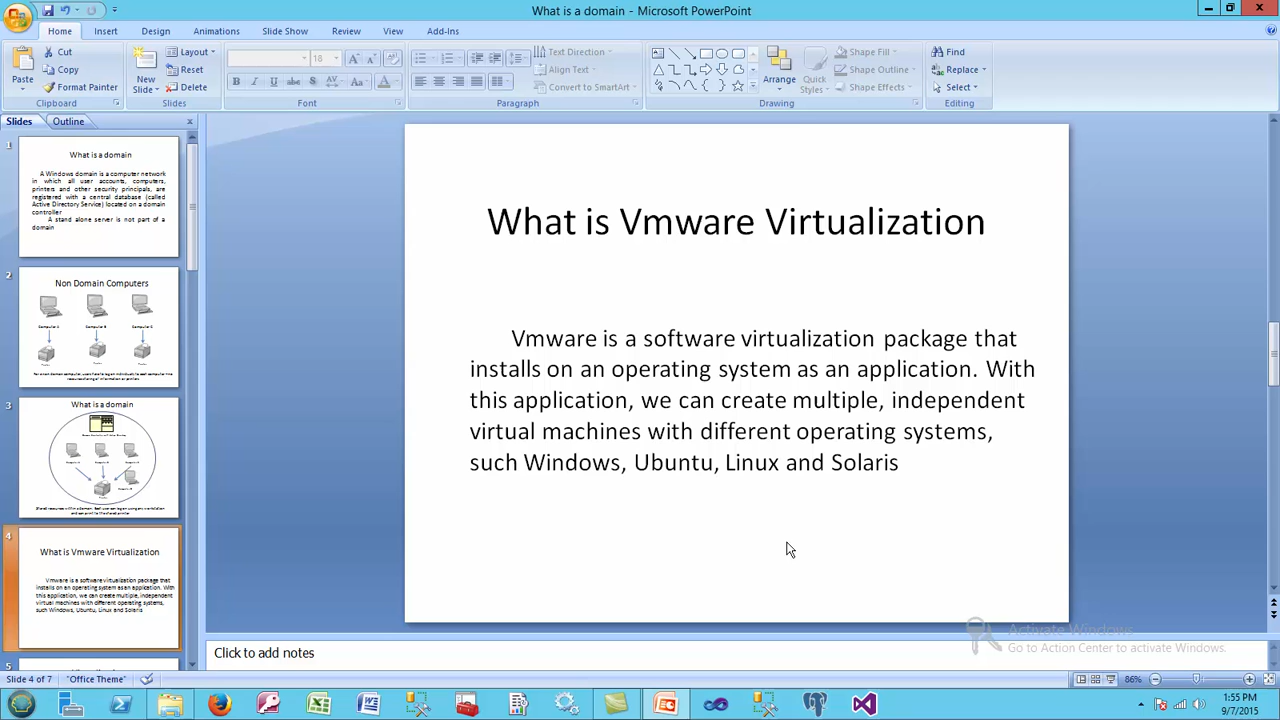 What is a domain - Microsoft PowerPoint
Home Insert Design Animations Slide Show Review View Add-Ins
Cut
Copy
Format Painter
Paste
Clipboard
New
Slide
Layout
Reset
Delete
Slides
18
B I U abc S AV Aa A
Font
Text Direction
Align Text
Convert to SmartArt
Paragraph
Arrange
Quick
Styles
Shape Fill
Shape Outline
Shape Effects
Drawing
Find
Replace
Select
Editing
Slides Outline
1
What is a domain
A Windows domain is a computer network
in which all user accounts, computers,
printers and other security principals, are
registered with a central database (called
Active Directory Service) located on a domain
controller
A stand alone server is not part of a
domain
2
Non Domain Computers
3
What is a domain
4
What is Vmware Virtualization
Vmware is a software virtualization package that
installs on an operating system as an application. With
this application, we can create multiple, independent
virtual machines with different operating systems,
such Windows, Ubuntu, Linux and Solaris
5
What is Vmware Virtualization
Vmware is a software virtualization package that
installs on an operating system as an application. With
this application, we can create multiple, independent
virtual machines with different operating systems,
such Windows, Ubuntu, Linux and Solaris
Activate Windows
Go to Action Center to activate Windows.
Click to add notes
Slide 4 of 7
"Office Theme"
86%
1:55 PM
9/7/2015